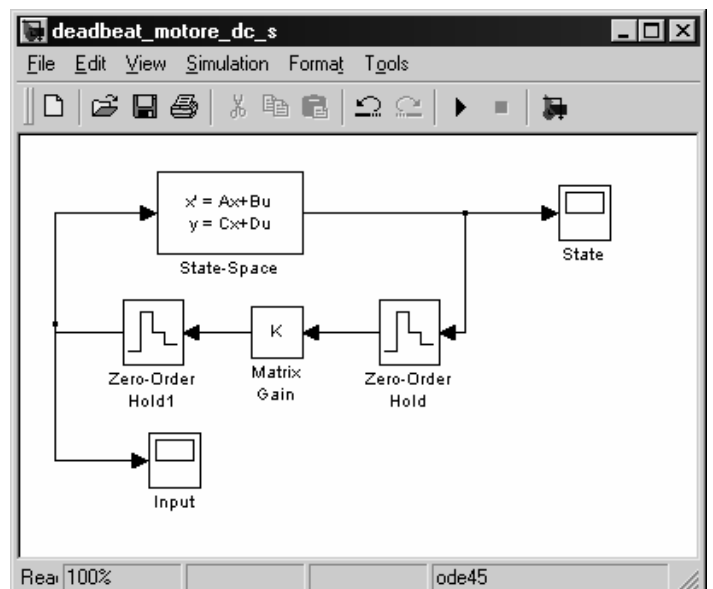 deadbeat_motore_dc_s
File Edit View Simulation Format Tools
x' = Ax+Bu
y = Cx+Du
State-Space
State
K
Zero-Order
Hold1
Matrix
Gain
Zero-Order
Hold
Input
Rea 100% ode45